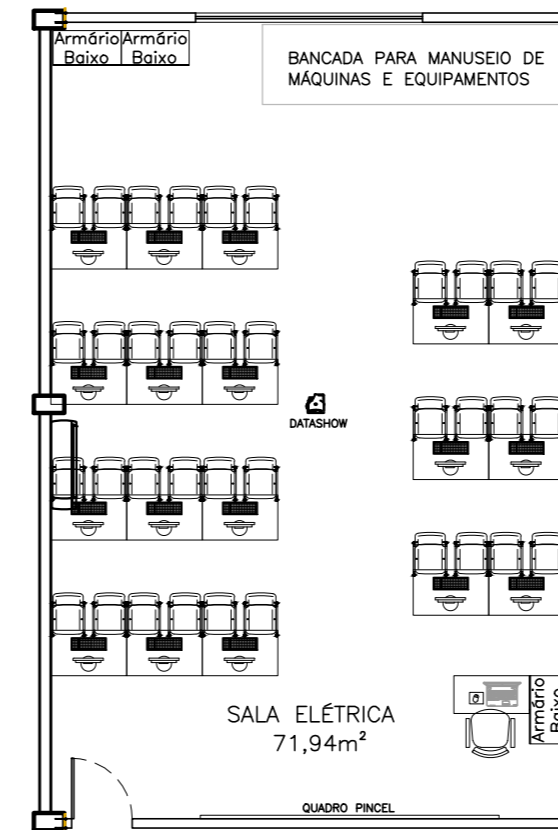 Armário Armário
Baixo Baixo
BANCADA PARA MANUSEIO DE
MÁQUINAS E EQUIPAMENTOS
DATASHOW
SALA ELÉTRICA
71,94m²
Armário
Baixo
QUADRO PINCEL